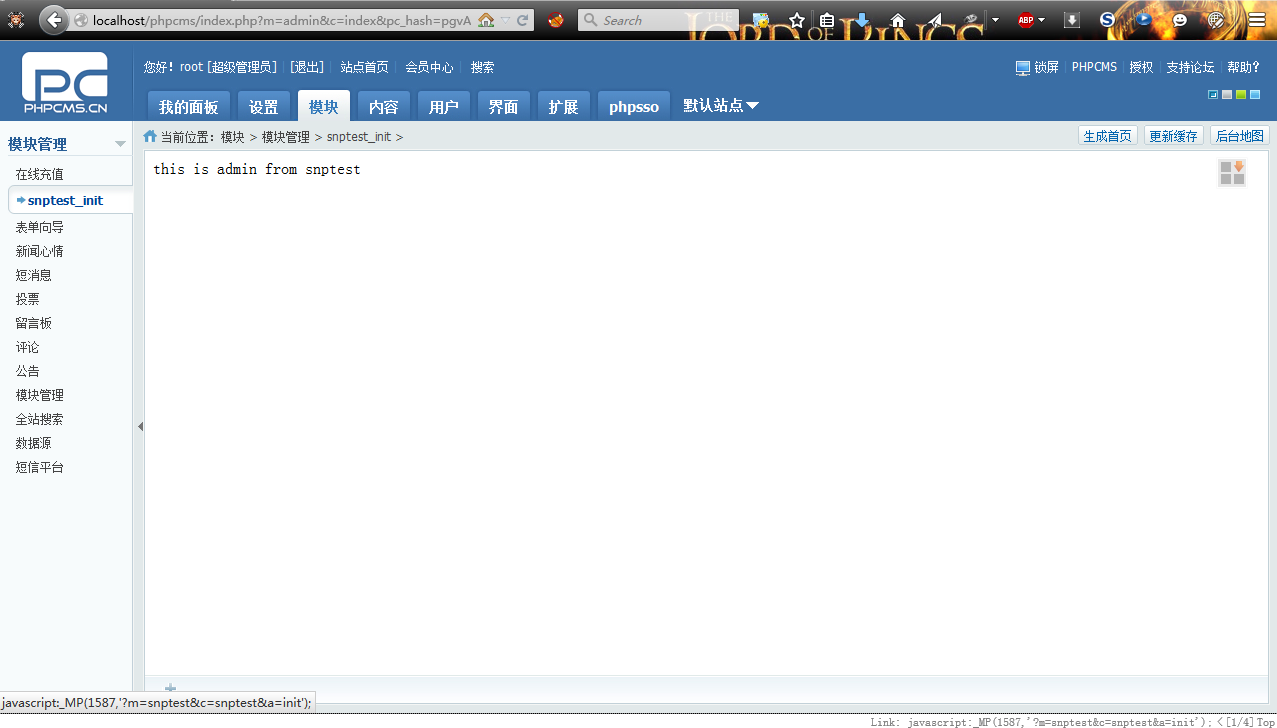 localhost/phpcms/index.php?m=admin&c=index&pc_hash=pgvA
Search
THE
LORD OF RINGS
ABP
S
PC
PHPCMS.CN
您好！root [超级管理员] | [退出] | 站点首页 | 会员中心 | 搜索
锁屏 | PHPCMS | 授权 | 支持论坛 | 帮助?
我的面板 设置 模块 内容 用户 界面 扩展 phpsso 默认站点
模块管理
当前位置：模块 > 模块管理 > snptest_init >
生成首页 更新缓存 后台地图
在线充值
snptest_init
表单向导
新闻心情
短消息
投票
留言板
评论
公告
模块管理
全站搜索
数据源
短信平台
this is admin from snptest
javascript:_MP(1587,'?m=snptest&c=snptest&a=init');
Link: javascript:_MP(1587,'?m=snptest&c=snptest&a=init'); <[1/4]Top